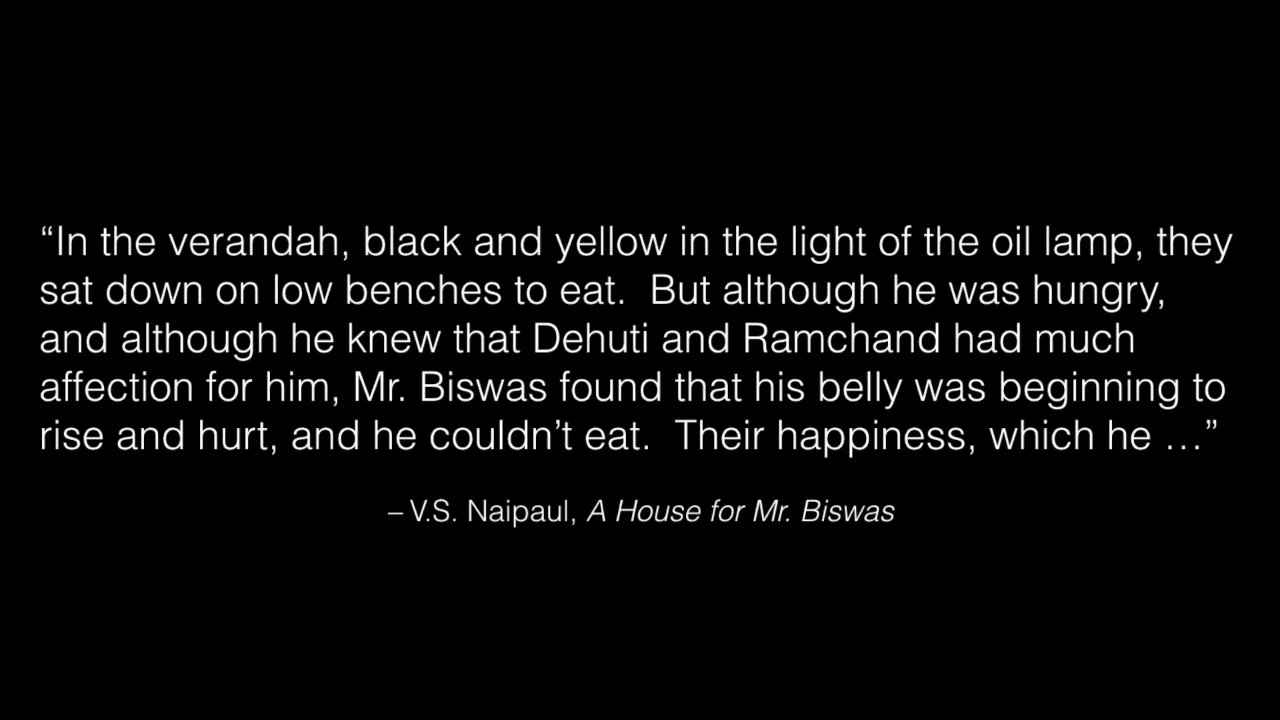 “In the verandah, black and yellow in the light of the oil lamp, they
sat down on low benches to eat.  But although he was hungry,
and although he knew that Dehuti and Ramchand had much
affection for him, Mr. Biswas found that his belly was beginning to
rise and hurt, and he couldn’t eat.  Their happiness, which he …”
– V.S. Naipaul, A House for Mr. Biswas